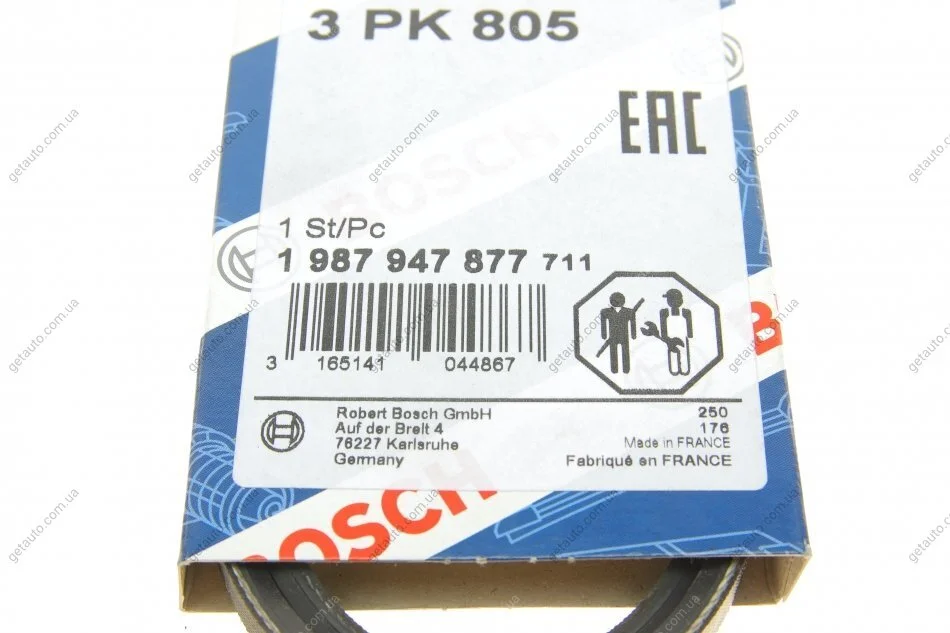 3 PK 805
EAC
1 St/Pc
1 987 947 877 711
3 165141 044867
Robert Bosch GmbH
Auf der Breit 4
76227 Karlsruhe
Germany
250
176
Made in FRANCE
Fabriqué en FRANCE
BOSCH
B
getauto.com.ua